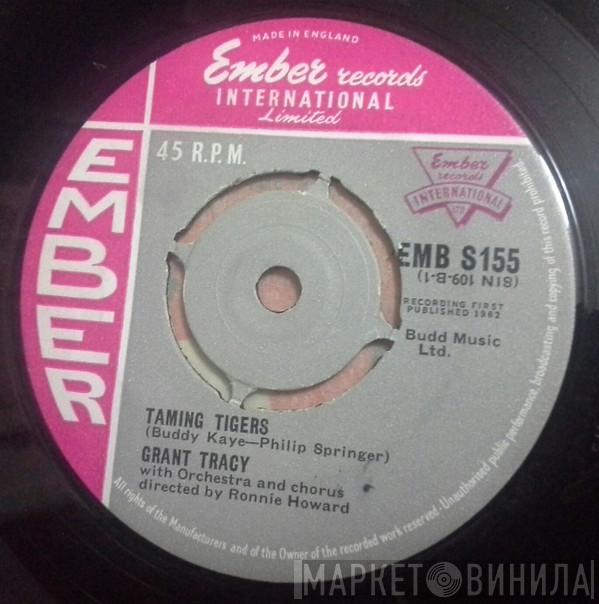 MADE IN ENGLAND
Ember records
INTERNATIONAL
Limited
EMBER
45 R.P.M.
Ember
records
INTERNATIONAL
LTD
EMB S155
(SIN 109-B-1)
RECORDING FIRST
PUBLISHED 1962
Budd Music
Ltd.
TAMING TIGERS
(Buddy Kaye—Philip Springer)
GRANT TRACY
with Orchestra and chorus
directed by Ronnie Howard
All rights of the Manufacturers and of the Owner of the recorded work reserved. - Unauthorised public performance, broadcasting and copying of this record prohibited.
МАРКЕТ ВИНИЛА